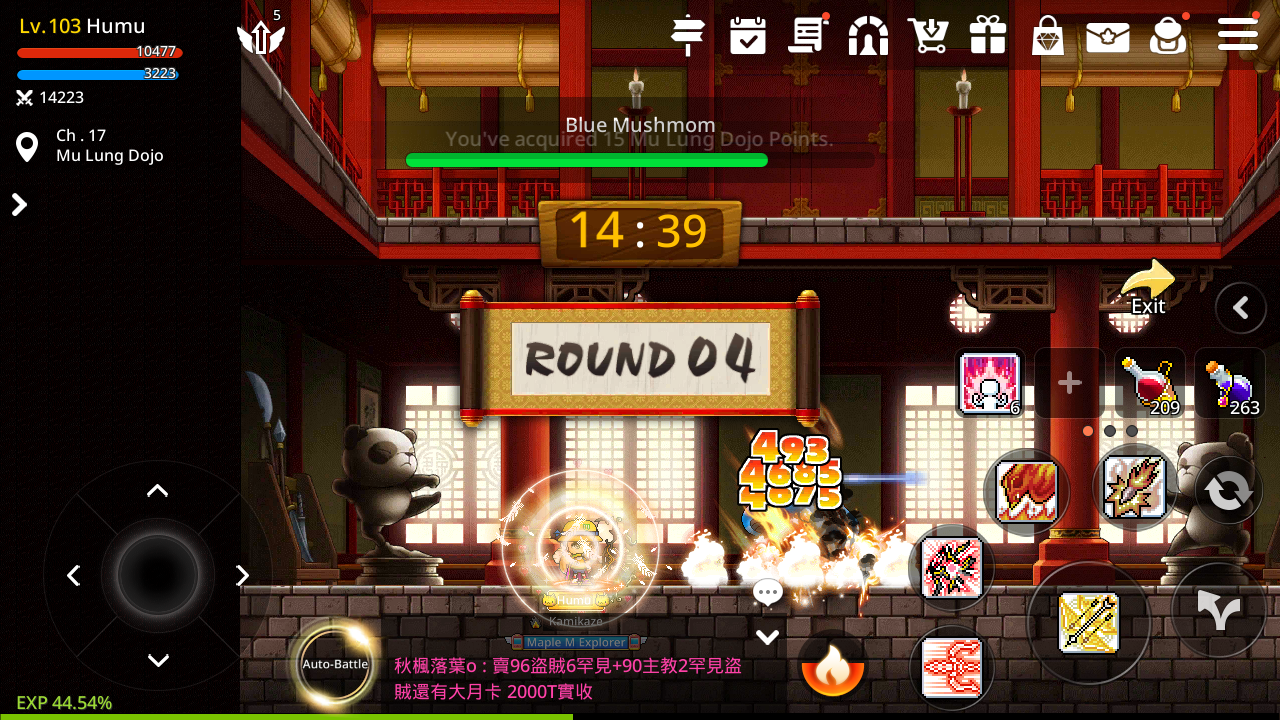 Lv.103 Humu
10477
3223
14223
Ch . 17
Mu Lung Dojo
5
Blue Mushmom
You've acquired 15 Mu Lung Dojo Points.
14 : 39
ROUND 04
Exit
6
209
263
493
4685
4675
Humu
Kamikaze
Maple M Explorer
Auto-Battle
秋楓落葉o : 賣96盜賊6罕見+90主教2罕見盜
賊還有大月卡 2000T實收
EXP 44.54%